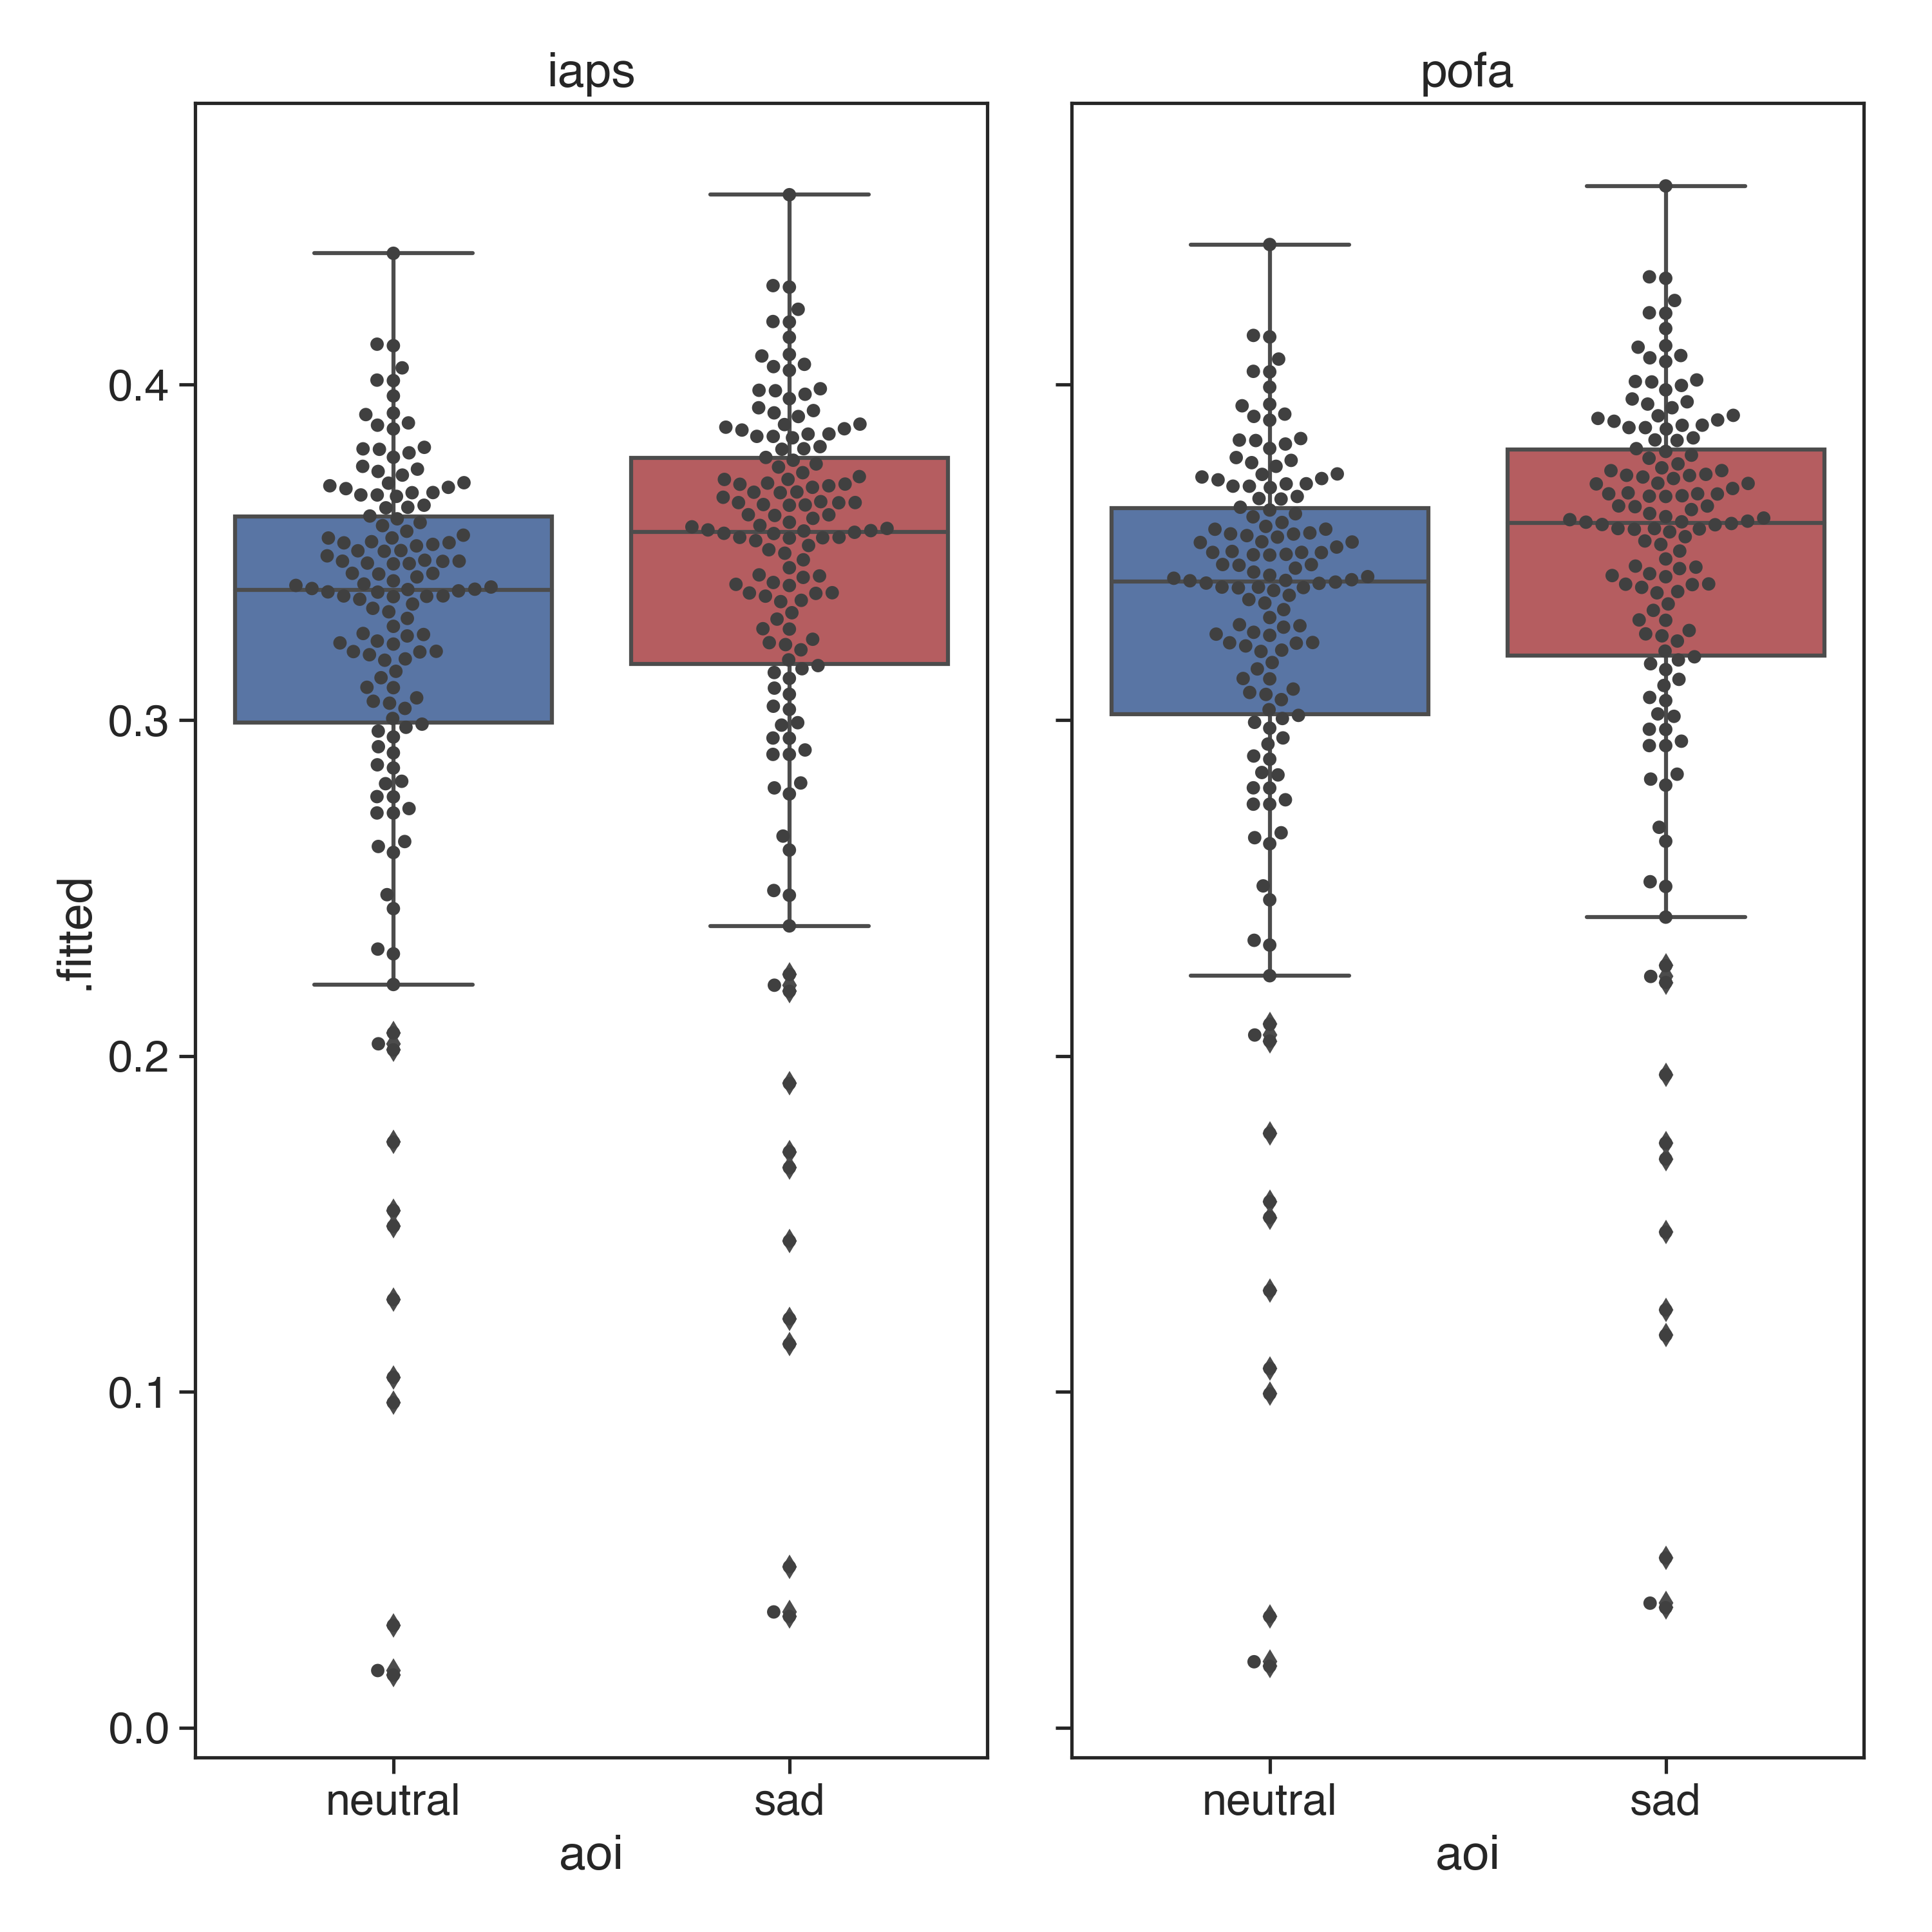 iaps
pofa
.fitted
0.4
0.3
0.2
0.1
0.0
neutral
sad
neutral
sad
aoi
aoi